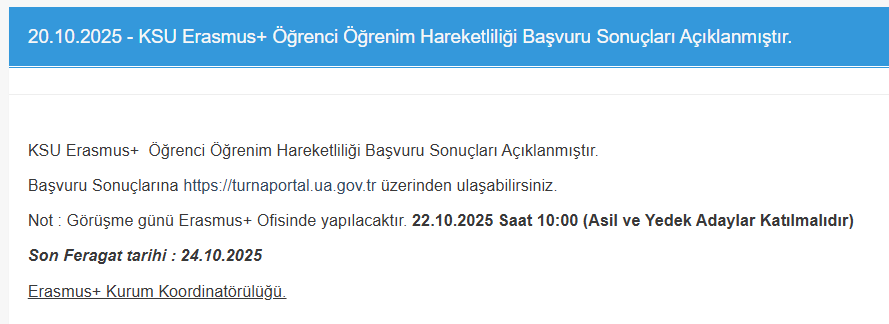 20.10.2025 - KSU Erasmus+ Öğrenci Öğrenim Hareketliliği Başvuru Sonuçları Açıklanmıştır.
KSU Erasmus+  Öğrenci Öğrenim Hareketliliği Başvuru Sonuçları Açıklanmıştır.
Başvuru Sonuçlarına https://turnaportal.ua.gov.tr üzerinden ulaşabilirsiniz.
Not : Görüşme günü Erasmus+ Ofisinde yapılacaktır. 22.10.2025 Saat 10:00 (Asil ve Yedek Adaylar Katılmalıdır)
Son Feragat tarihi : 24.10.2025
Erasmus+ Kurum Koordinatörülüğü.